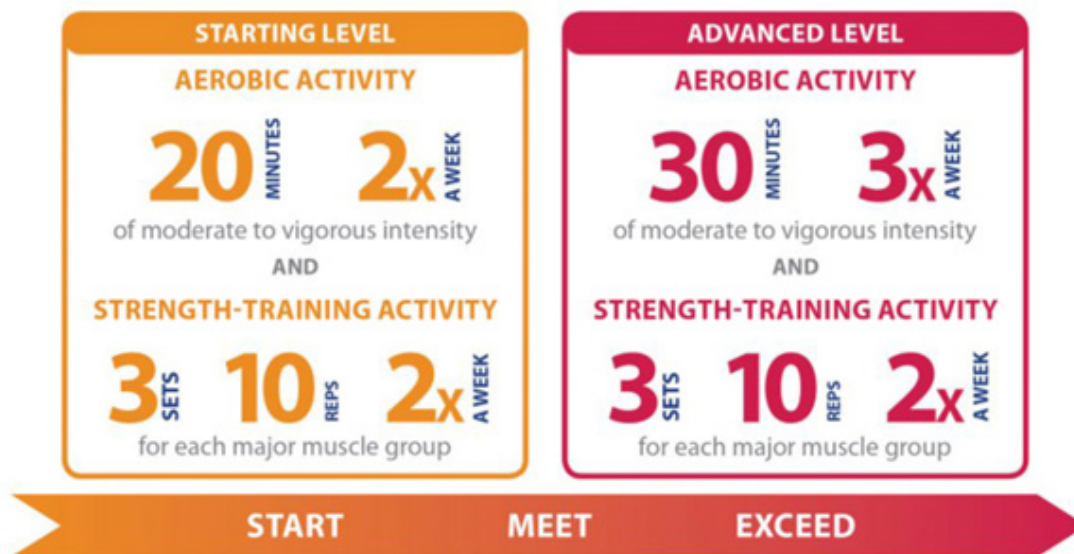 STARTING LEVEL
AEROBIC ACTIVITY
20 MINUTES 2x A WEEK
of moderate to vigorous intensity
AND
STRENGTH-TRAINING ACTIVITY
3 SETS 10 REPS 2x A WEEK
for each major muscle group
ADVANCED LEVEL
AEROBIC ACTIVITY
30 MINUTES 3x A WEEK
of moderate to vigorous intensity
AND
STRENGTH-TRAINING ACTIVITY
3 SETS 10 REPS 2x A WEEK
for each major muscle group
START MEET EXCEED